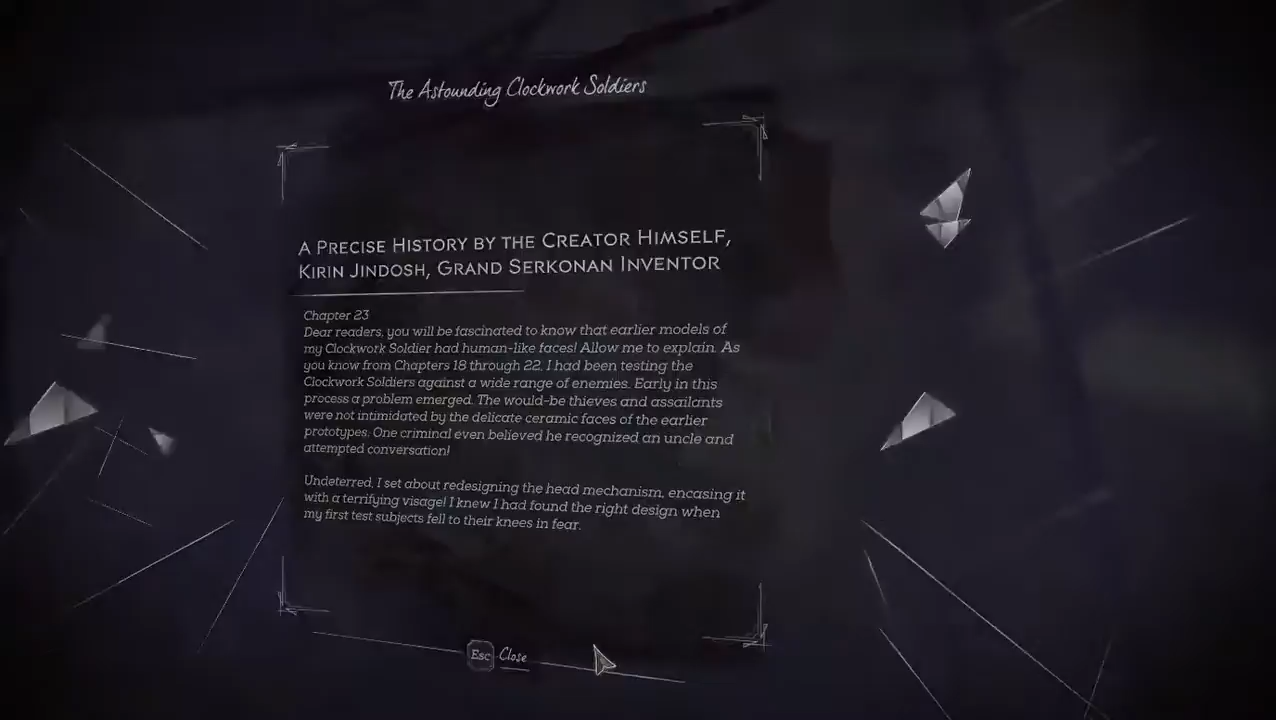 The Astounding Clockwork Soldiers
A Precise History by the Creator Himself,
Kirin Jindosh, Grand Serkonan Inventor
Chapter 23
Dear readers, you will be fascinated to know that earlier models of
my Clockwork Soldier had human-like faces! Allow me to explain. As
you know from Chapters 18 through 22, I had been testing the
Clockwork Soldiers against a wide range of enemies. Early in this
process a problem emerged. The would-be thieves and assailants
were not intimidated by the delicate ceramic faces of the earlier
prototypes. One criminal even believed he recognized an uncle and
attempted conversation!
Undeterred, I set about redesigning the head mechanism, encasing it
with a terrifying visage! I knew I had found the right design when
my first test subjects fell to their knees in fear.
Esc Close